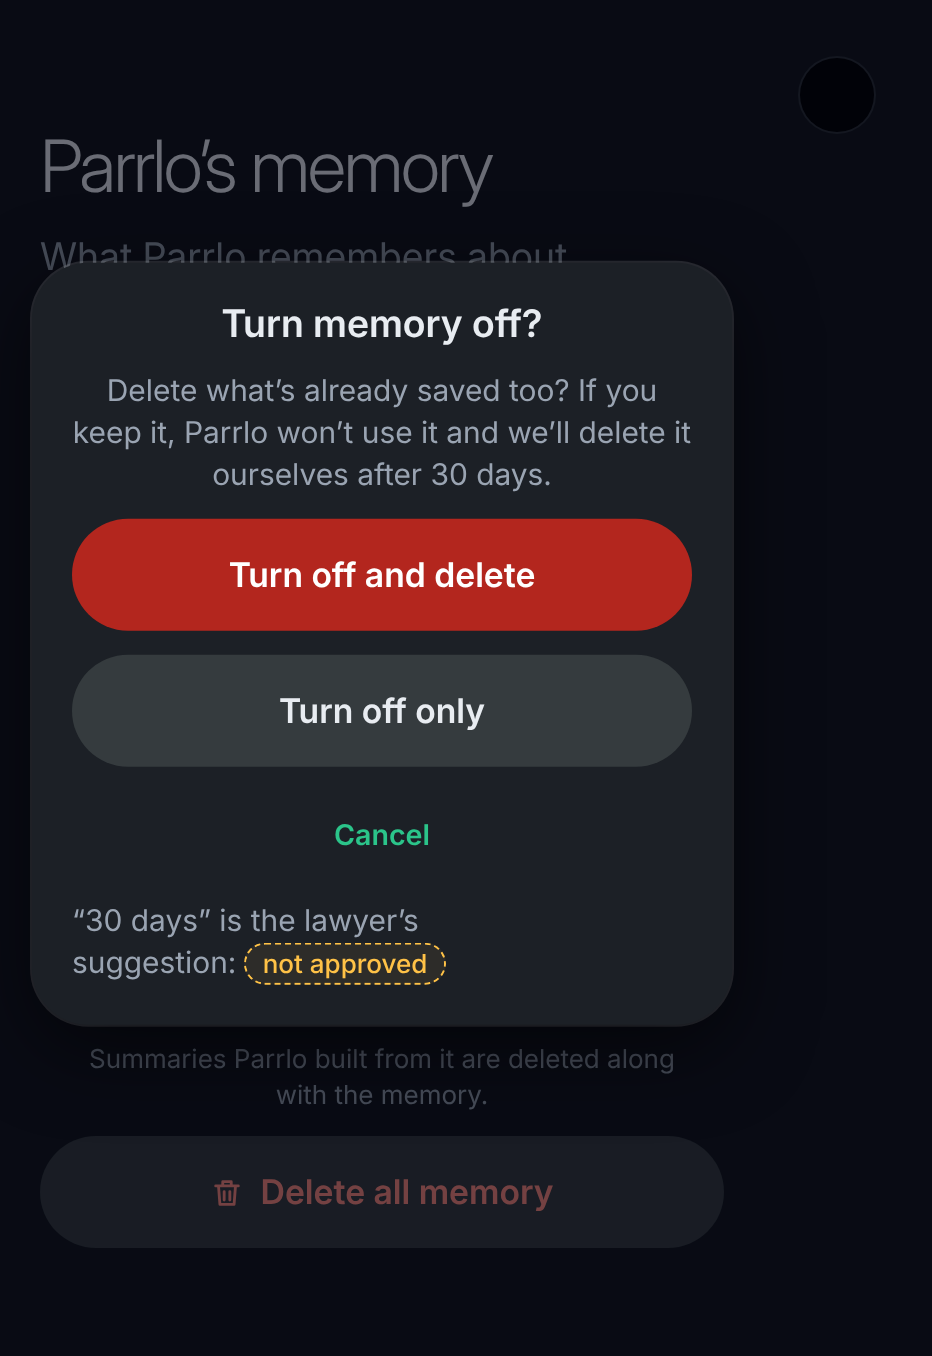 Parrlo’s memory
What Parrlo remembers about
Turn memory off?
Delete what’s already saved too? If you
keep it, Parrlo won’t use it and we’ll delete it
ourselves after 30 days.
Turn off and delete
Turn off only
Cancel
“30 days” is the lawyer’s
suggestion: not approved
Summaries Parrlo built from it are deleted along
with the memory.
Delete all memory